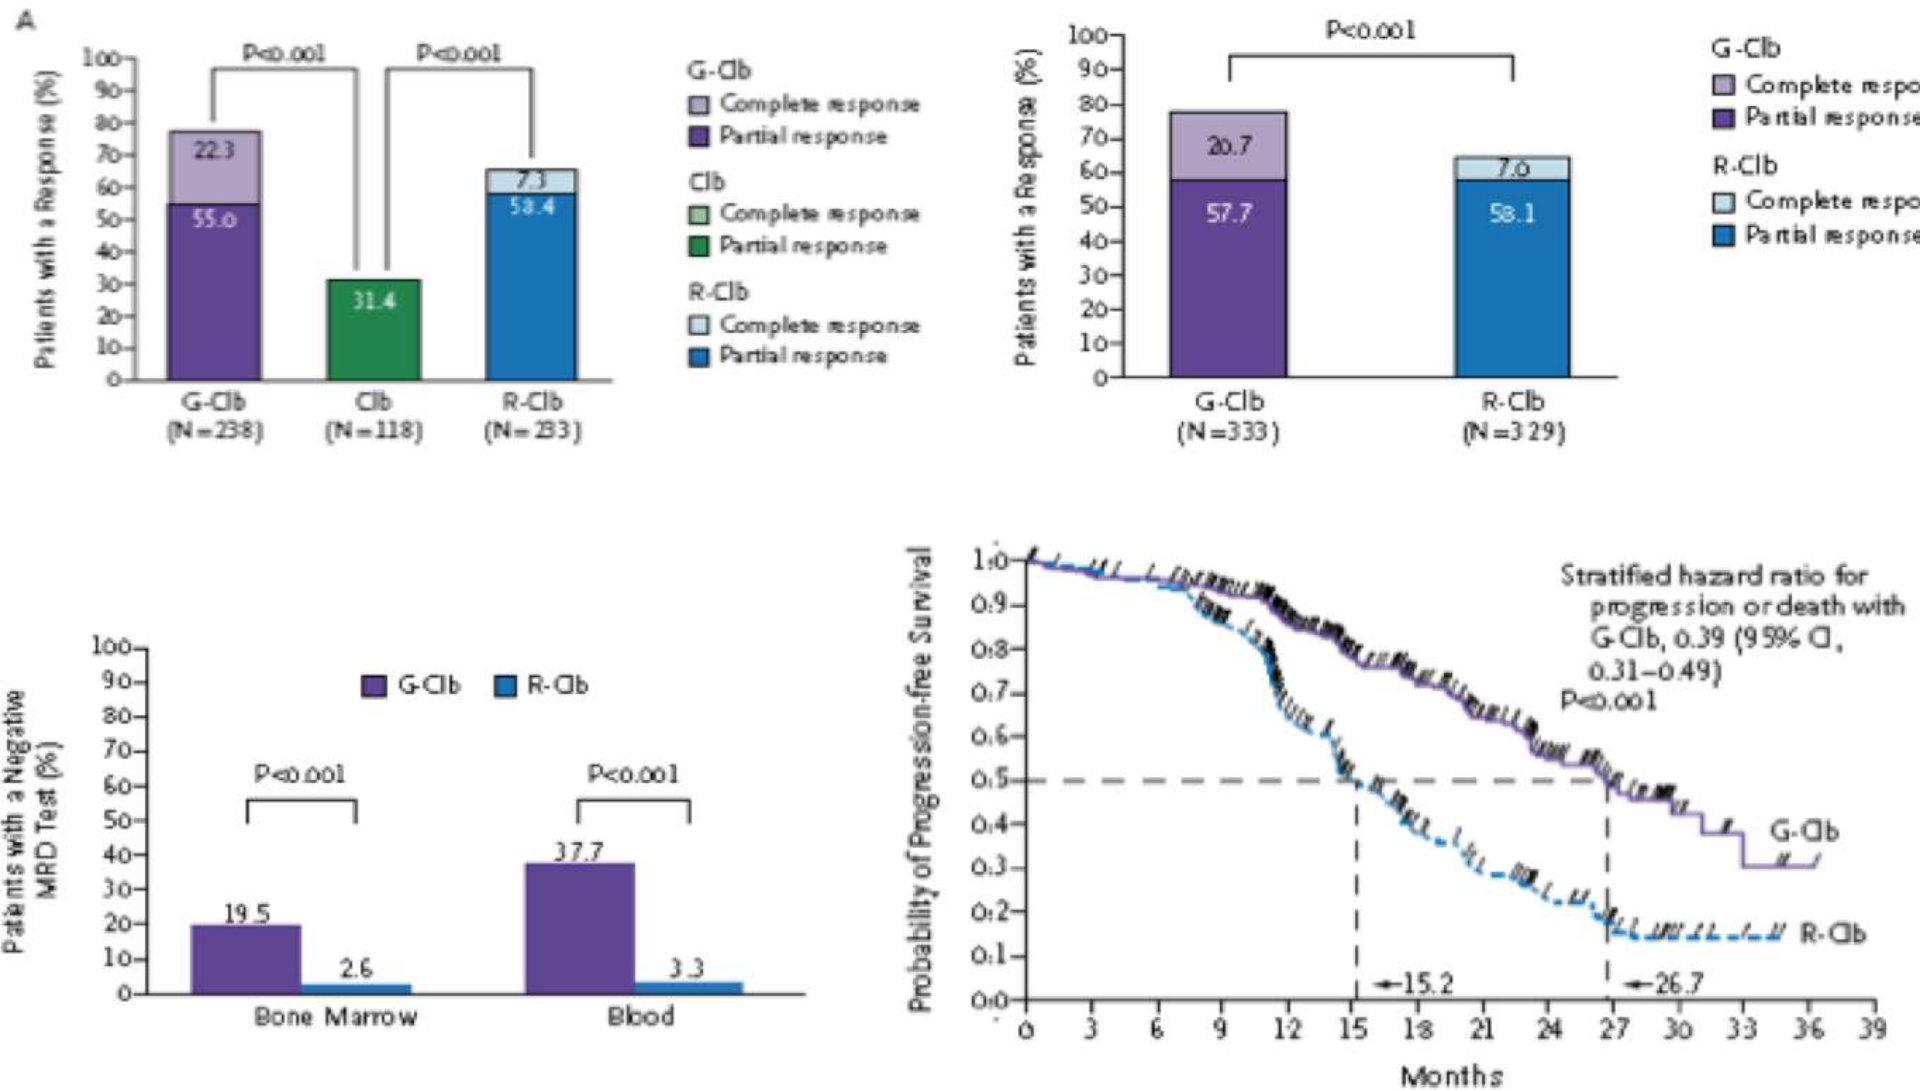 A
P<0.001 P<0.001
Patients with a Response (%)
100
90
80
70
60
50
40
30
20
10
0
22.3
55.0
31.4
7.3
58.4
G-Clb
(N=238)
Clb
(N=118)
R-Clb
(N=233)
G-Clb
Complete response
Partial response
Clb
Complete response
Partial response
R-Clb
Complete response
Partial response
P<0.001
Patients with a Response (%)
100
90
80
70
60
50
40
30
20
10
0
20.7
57.7
7.0
58.1
G-Clb
(N=333)
R-Clb
(N=329)
G-Clb
Complete respo
Partial response
R-Clb
Complete respo
Partial response
Patients with a Negative
MRD Test (%)
100
90
80
70
60
50
40
30
20
10
0
G-Clb R-Clb
P<0.001 P<0.001
19.5
2.6
37.7
3.3
Bone Marrow Blood
Probability of Progression-free Survival
1.0
0.9
0.8
0.7
0.6
0.5
0.4
0.3
0.2
0.1
0.0
Stratified hazard ratio for
progression or death with
G-Clb, 0.39 (95% CI,
0.31–0.49)
P<0.001
G-Clb
R-Clb
15.2
26.7
0 3 6 9 12 15 18 21 24 27 30 33 36 39
Months